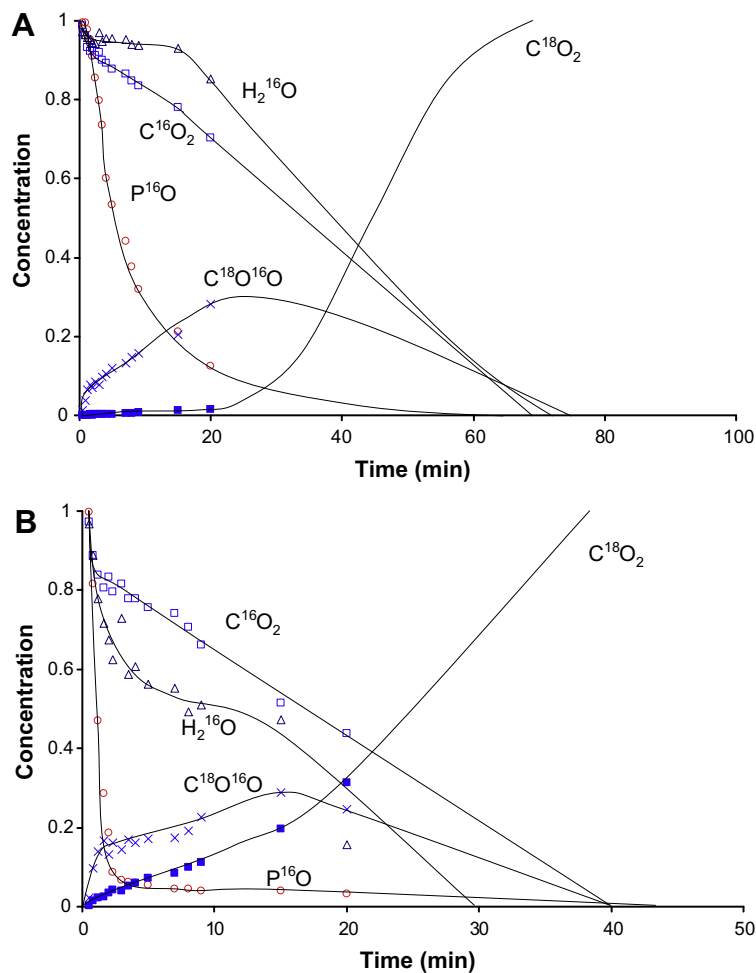 A
1
0.8
0.6
0.4
0.2
0
Concentration
H₂¹⁶O
C¹⁶O₂
P¹⁶O
C¹⁸O¹⁶O
C¹⁸O₂
0 20 40 60 80 100
Time (min)
B
1
0.8
0.6
0.4
0.2
0
Concentration
C¹⁸O₂
C¹⁶O₂
H₂¹⁶O
C¹⁸O¹⁶O
P¹⁶O
0 10 20 30 40 50
Time (min)